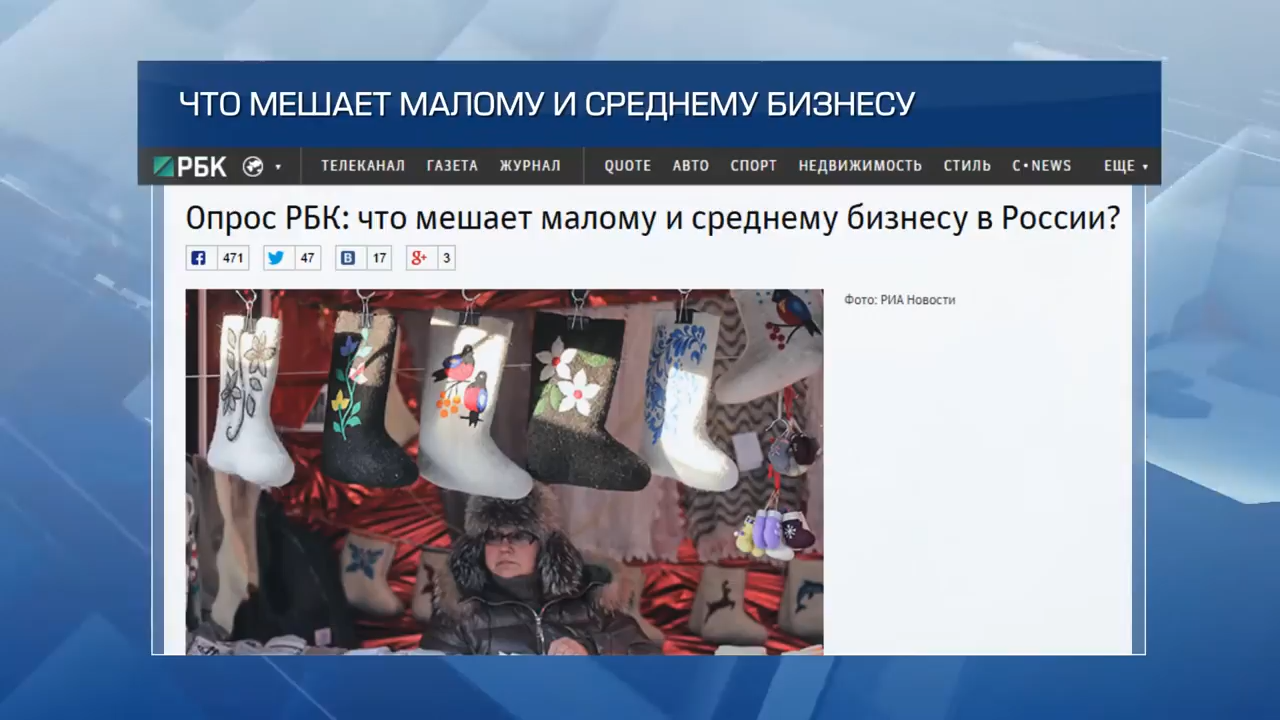 ЧТО МЕШАЕТ МАЛОМУ И СРЕДНЕМУ БИЗНЕСУ
РБК ТЕЛЕКАНАЛ ГАЗЕТА ЖУРНАЛ QUOTE АВТО СПОРТ НЕДВИЖИМОСТЬ СТИЛЬ C•NEWS ЕЩЕ
Опрос РБК: что мешает малому и среднему бизнесу в России?
471 47 17 3
Фото: РИА Новости